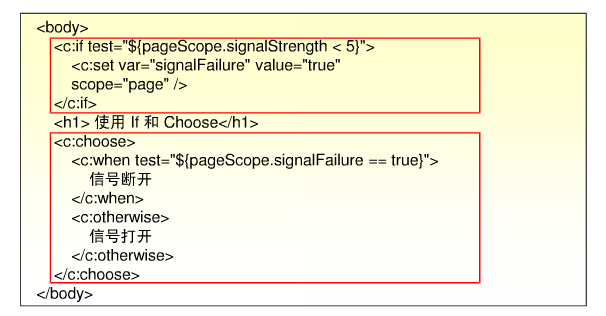 <body>
<c:if test="${pageScope.signalStrength < 5}">
<c:set var="signalFailure" value="true"
scope="page" />
</c:if>
<h1> 使用 If 和 Choose</h1>
<c:choose>
<c:when test="${pageScope.signalFailure == true}">
信号断开
</c:when>
<c:otherwise>
信号打开
</c:otherwise>
</c:choose>
</body>